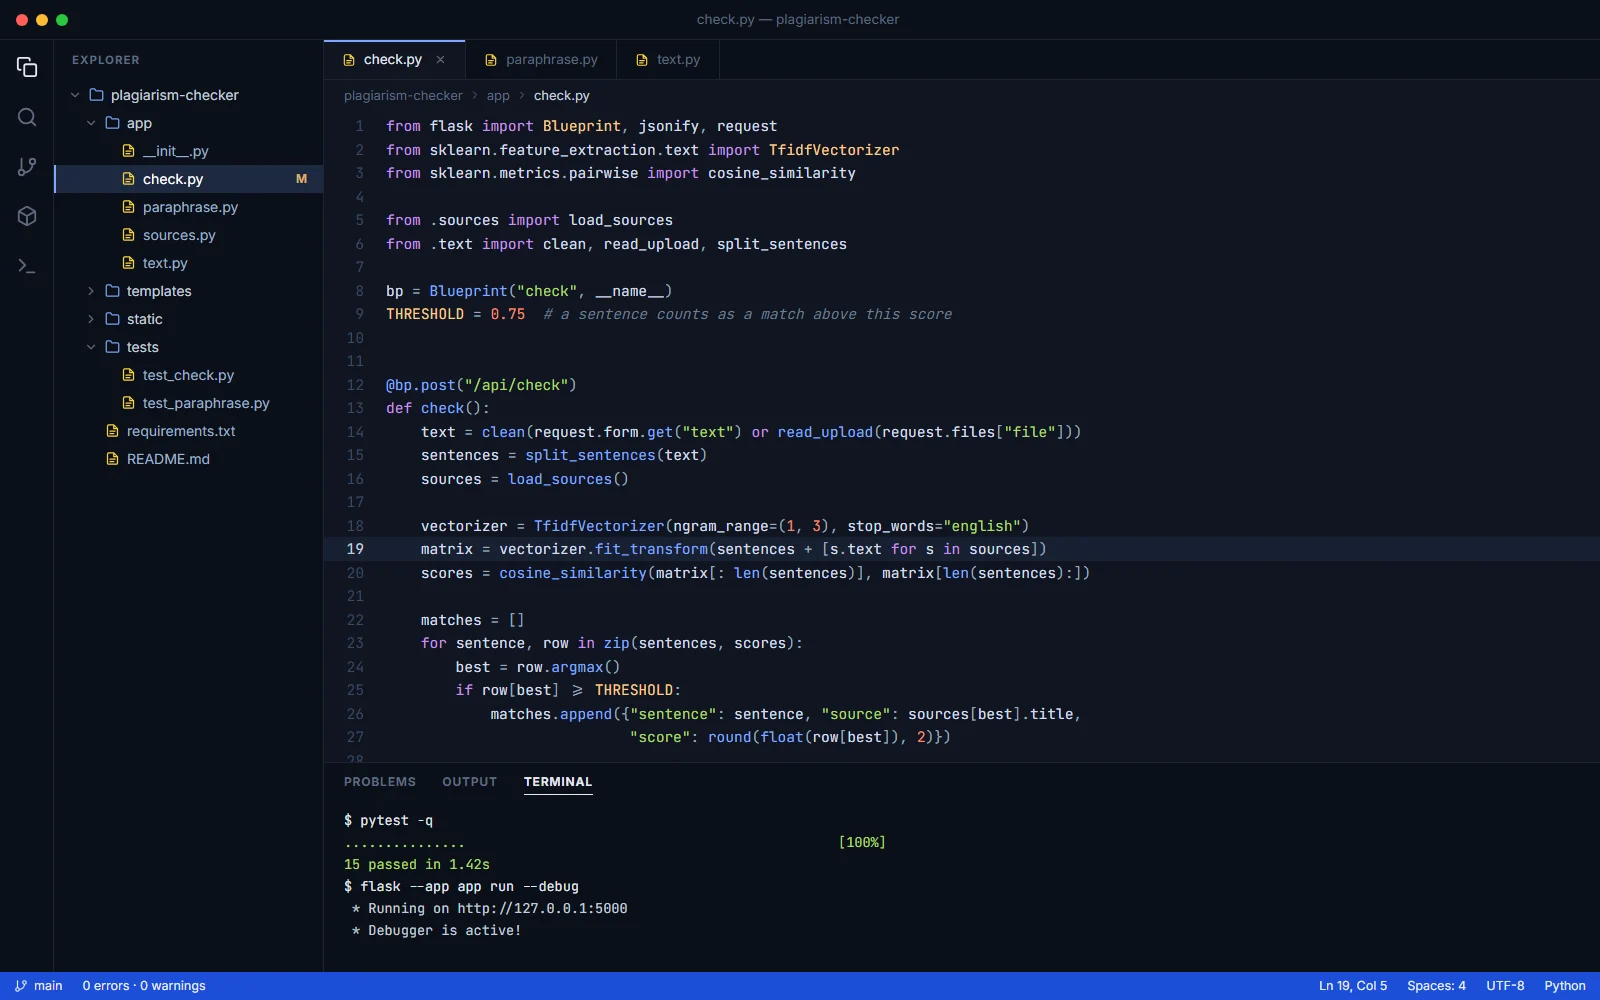 check.py — plagiarism-checker
EXPLORER
plagiarism-checker
app
__init__.py
check.py M
paraphrase.py
sources.py
text.py
templates
static
tests
test_check.py
test_paraphrase.py
requirements.txt
README.md
check.py × paraphrase.py text.py
plagiarism-checker > app > check.py
1 from flask import Blueprint, jsonify, request
2 from sklearn.feature_extraction.text import TfidfVectorizer
3 from sklearn.metrics.pairwise import cosine_similarity
4
5 from .sources import load_sources
6 from .text import clean, read_upload, split_sentences
7
8 bp = Blueprint("check", __name__)
9 THRESHOLD = 0.75  # a sentence counts as a match above this score
10
11
12 @bp.post("/api/check")
13 def check():
14     text = clean(request.form.get("text") or read_upload(request.files["file"]))
15     sentences = split_sentences(text)
16     sources = load_sources()
17
18     vectorizer = TfidfVectorizer(ngram_range=(1, 3), stop_words="english")
19     matrix = vectorizer.fit_transform(sentences + [s.text for s in sources])
20     scores = cosine_similarity(matrix[: len(sentences)], matrix[len(sentences):])
21
22     matches = []
23     for sentence, row in zip(sentences, scores):
24         best = row.argmax()
25         if row[best] >= THRESHOLD:
26             matches.append({"sentence": sentence, "source": sources[best].title,
27                             "score": round(float(row[best]), 2)})
28
PROBLEMS OUTPUT TERMINAL
$ pytest -q
............... [100%]
15 passed in 1.42s
$ flask --app app run --debug
* Running on http://127.0.0.1:5000
* Debugger is active!
main 0 errors · 0 warnings Ln 19, Col 5 Spaces: 4 UTF-8 Python